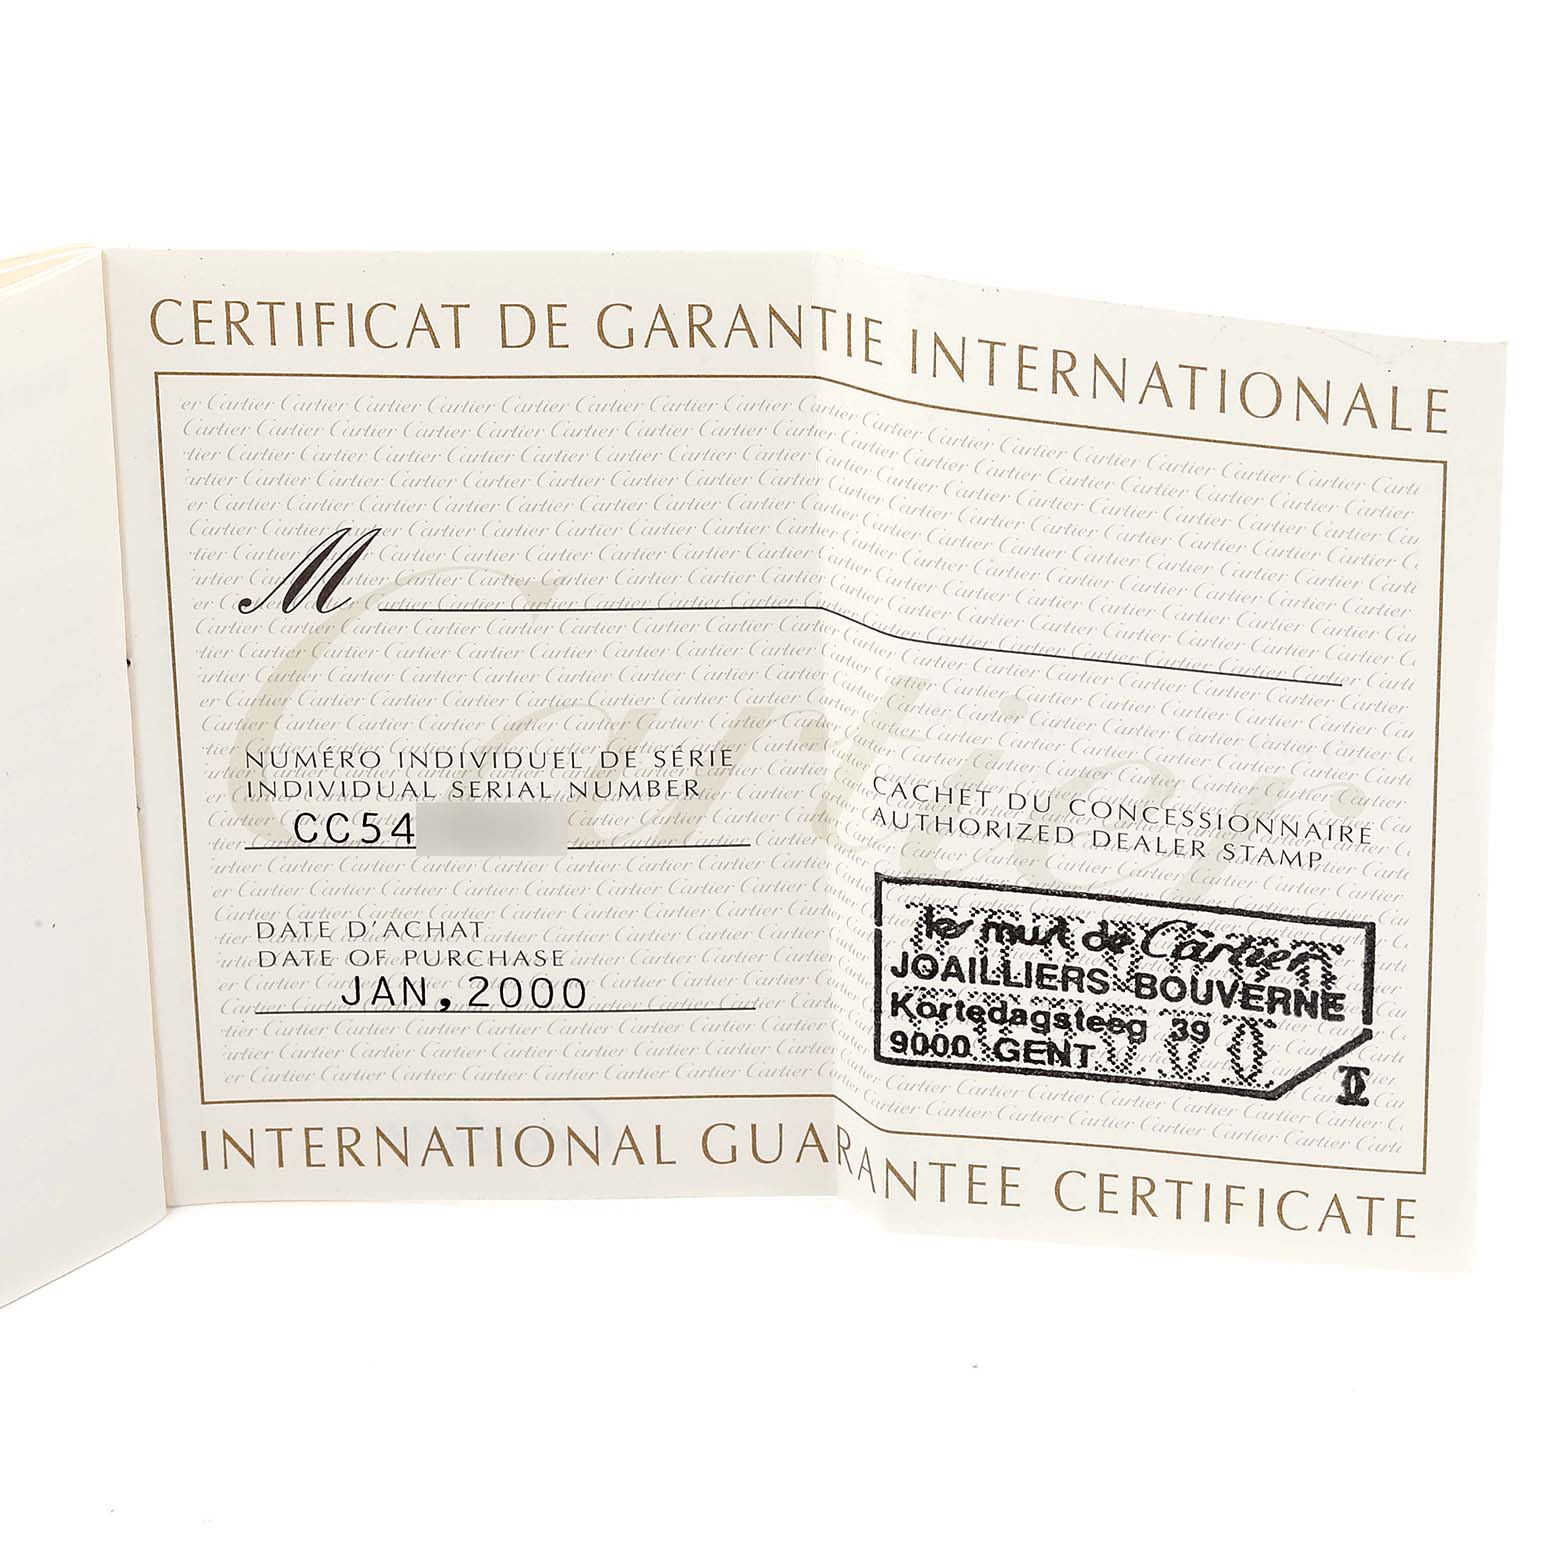 CERTIFICAT DE GARANTIE INTERNATIONALE
M
Cartier
NUMÉRO INDIVIDUEL DE SÉRIE
INDIVIDUAL SERIAL NUMBER
CC54
DATE D'ACHAT
DATE OF PURCHASE
JAN,2000
CACHET DU CONCESSIONNAIRE
AUTHORIZED DEALER STAMP
les must de Cartier
JOAILLIERS BOUVERNE
Kortedagsteeg 39
9000 GENT
INTERNATIONAL GUARANTEE CERTIFICATE